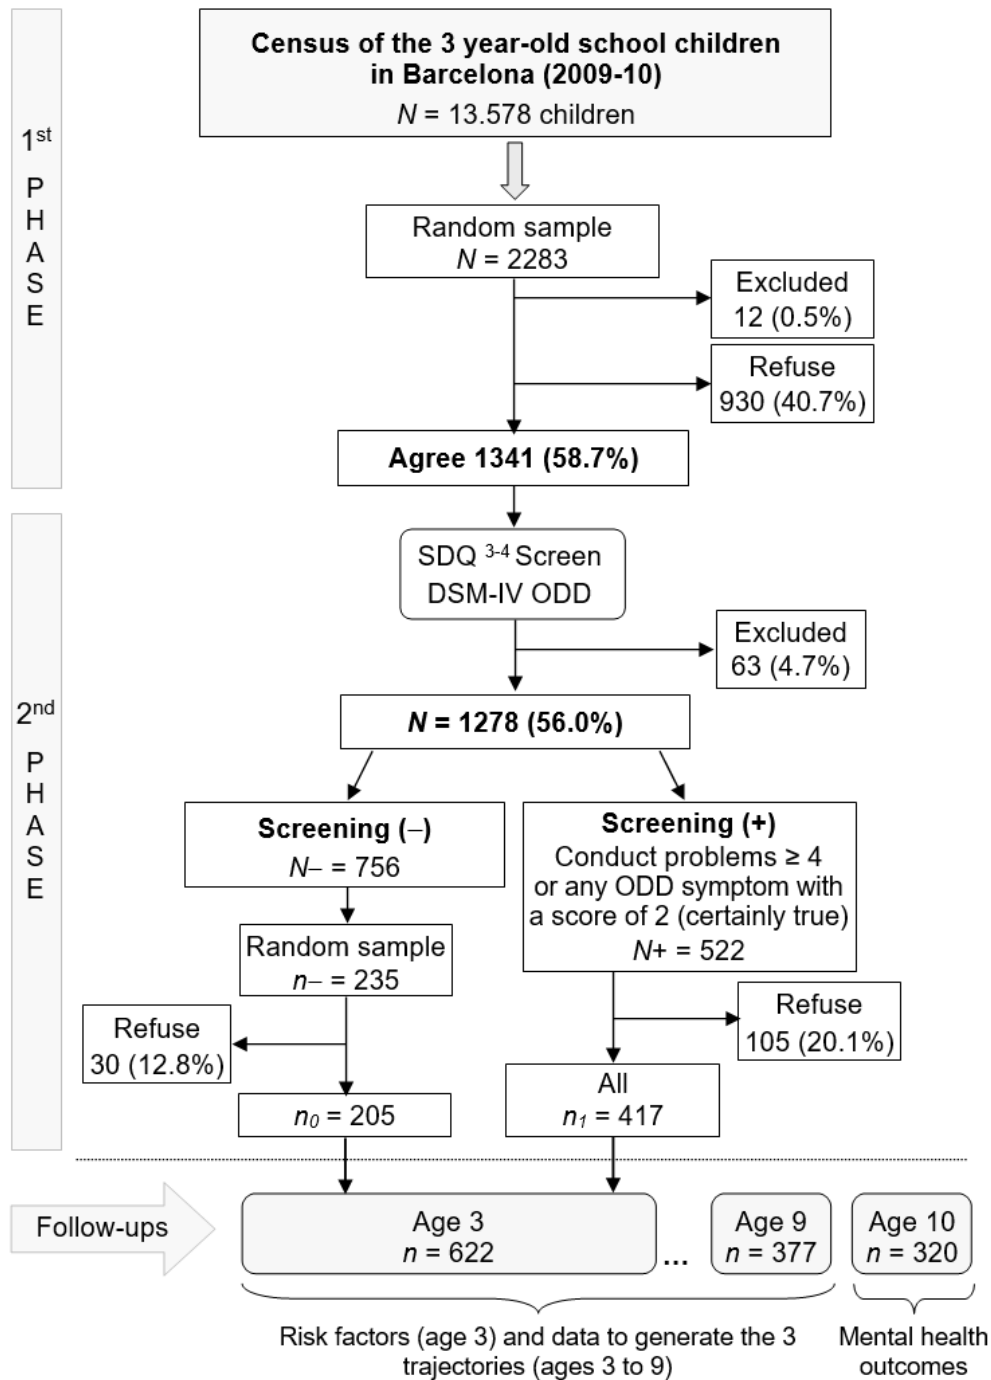 Census of the 3 year-old school children
in Barcelona (2009-10)
N = 13.578 children
1st
P
H
A
S
E
Random sample
N = 2283
Excluded
12 (0.5%)
Refuse
930 (40.7%)
Agree 1341 (58.7%)
SDQ 3-4 Screen
DSM-IV ODD
Excluded
63 (4.7%)
2nd
P
H
A
S
E
N = 1278 (56.0%)
Screening (–)
N– = 756
Screening (+)
Conduct problems ≥ 4
or any ODD symptom with
a score of 2 (certainly true)
N+ = 522
Random sample
n– = 235
Refuse
30 (12.8%)
Refuse
105 (20.1%)
n0 = 205
All
n1 = 417
Follow-ups
Age 3
n = 622
...
Age 9
n = 377
Age 10
n = 320
Risk factors (age 3) and data to generate the 3
trajectories (ages 3 to 9)
Mental health
outcomes